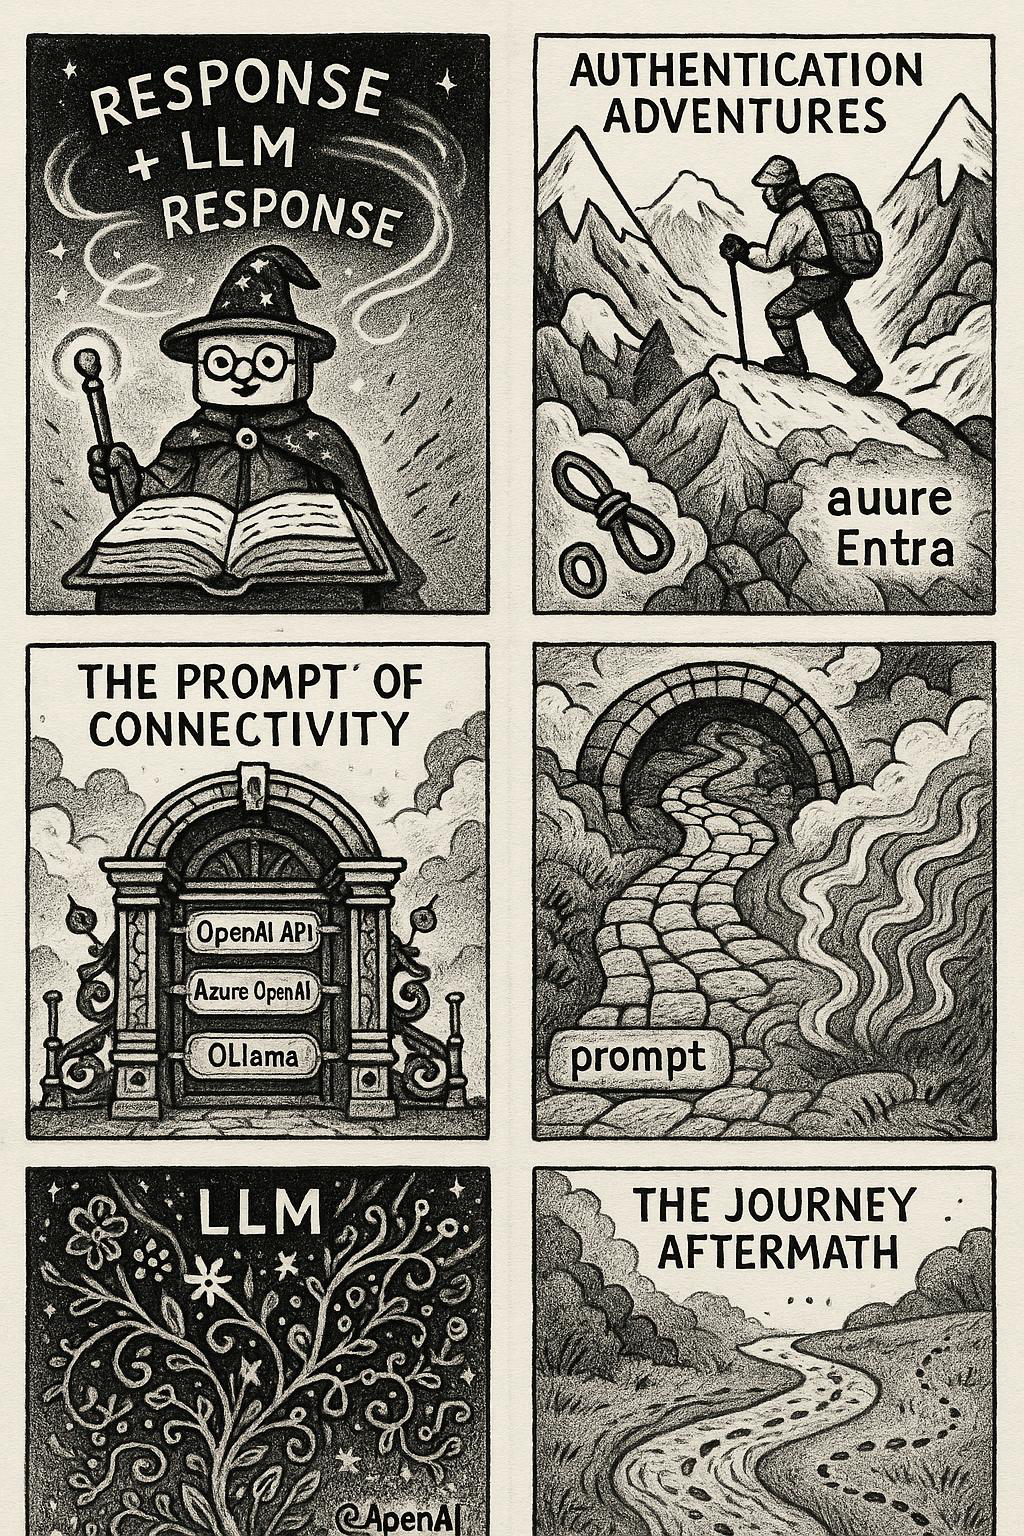 RESPONSE
+ LLM
RESPONSE
AUTHENTICATION
ADVENTURES
auure
Entra
THE PROMPT' OF
CONNECTIVITY
OpenAI API
Azure OpenAI
OLlama
prompt
LLM
@ApenAI
THE JOURNEY
AFTERMATH